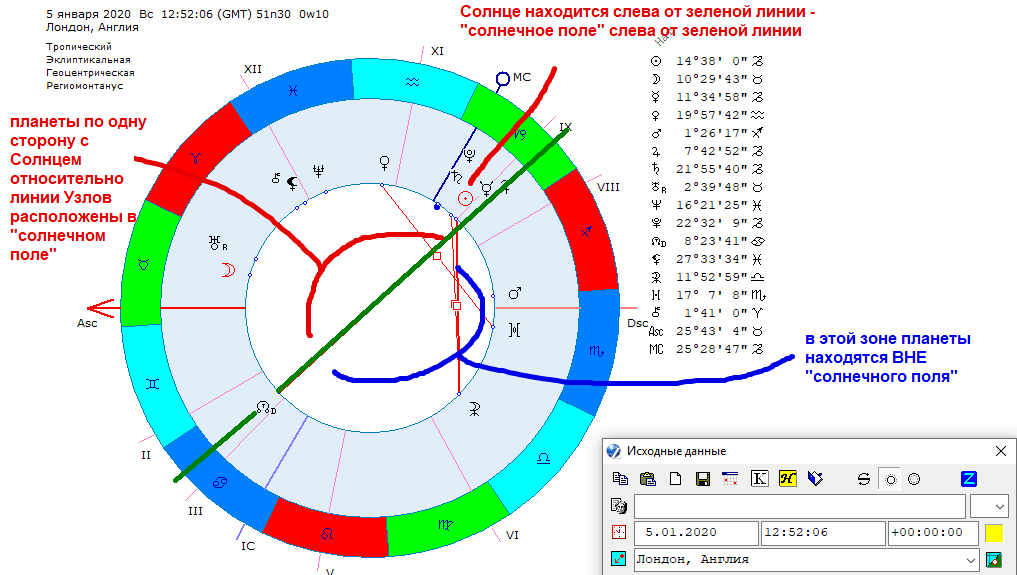 5 января 2020 Вс 12:52:06 (GMT) 51n30 0w10
Лондон, Англия
Тропический
Эклиптикальная
Геоцентрическая
Региомонтанус
Солнце находится слева от зеленой линии -
"солнечное поле" слева от зеленой линии
планеты по одну
сторону с
Солнцем
относительно
линии Узлов
расположены в
"солнечном
поле"
XII
XI
MC
IX
VIII
Asc
Dsc
II
III
IC
V
VI
R
D
☉ 14°38' 0" ♑
☽ 10°29'43" ♉
☿ 11°34'58" ♑
♀ 19°57'42" ♒
♂ 1°26'17" ♐
♃ 7°42'52" ♑
♄ 21°55'40" ♑
♅R 2°39'48" ♉
♆ 16°21'25" ♓
♇ 22°32' 9" ♑
☊D 8°23'41" ♋
⚸ 27°33'34" ♓
11°52'59" ♎
17° 7' 8" ♏
⚷ 1°41' 0" ♈
Asc 25°43' 4" ♉
MC 25°28'47" ♑
в этой зоне планеты
находятся ВНЕ
"солнечного поля"
Исходные данные
K H S Z
5.01.2020 12:52:06 +00:00:00
Лондон, Англия